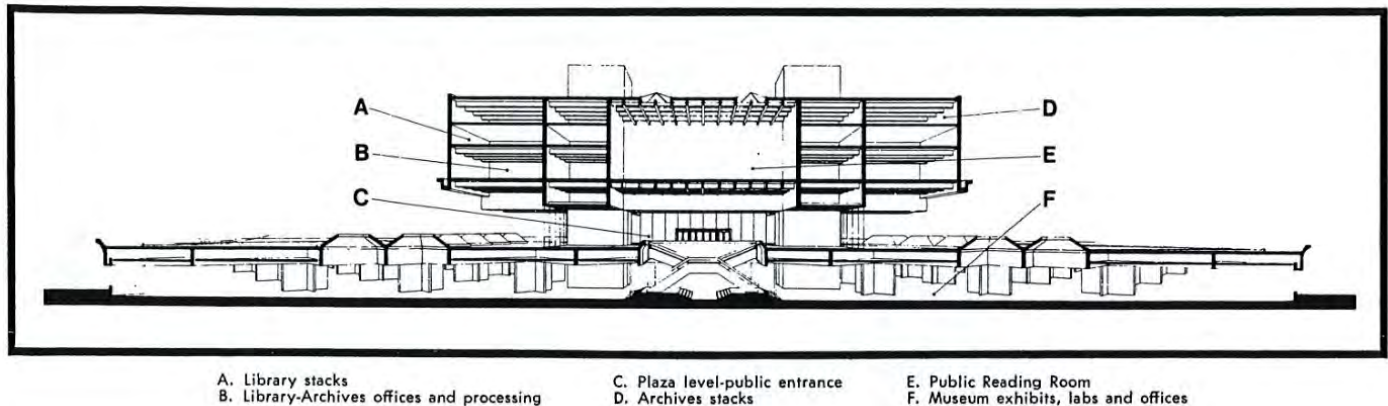 A
D
B
E
C
F
A. Library stacks
B. Library-Archives offices and processing
C. Plaza level-public entrance
D. Archives stacks
E. Public Reading Room
F. Museum exhibits, labs and offices